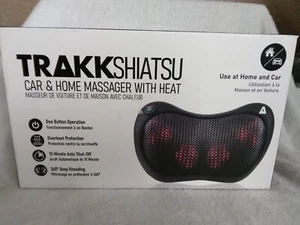 TRAKKSHIATSU
CAR & HOME MASSAGER WITH HEAT
MASSEUR DE VOITURE ET DE MAISON AVEC CHALEUR
Use at Home and Car
Utilisation à la
Maison et en Voiture
One Button Operation
Fonctionnement à un Bouton
Overheat Protection
Protection contre la surchauffe
15 Minute Auto Shut-Off
Arrêt Automatique de 15 Minute
360° Deep Kneading
Pétrissage en profondeur à 360°